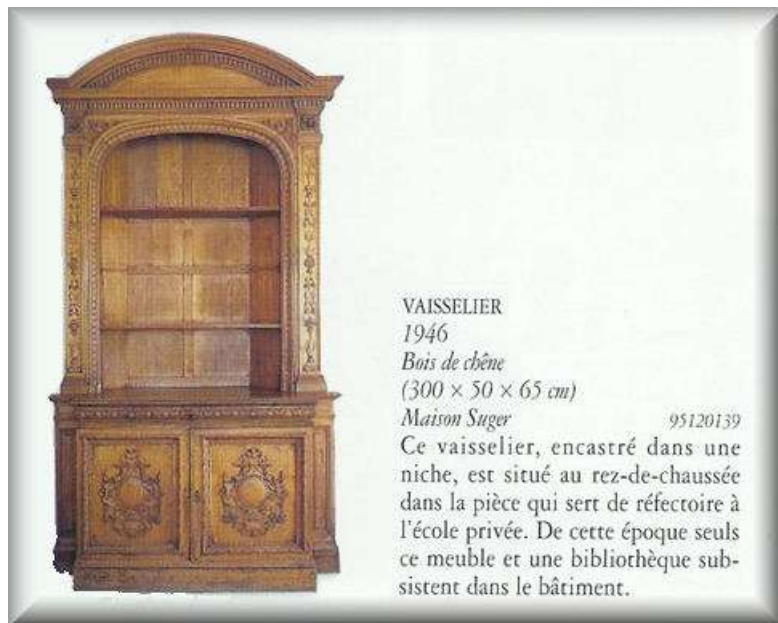 VAISSELIER
1946
Bois de chêne
(300 × 50 × 65 cm)
Maison Suger 95120139
Ce vaisselier, encastré dans une
niche, est situé au rez-de-chaussée
dans la pièce qui sert de réfectoire à
l'école privée. De cette époque seuls
ce meuble et une bibliothèque sub-
sistent dans le bâtiment.